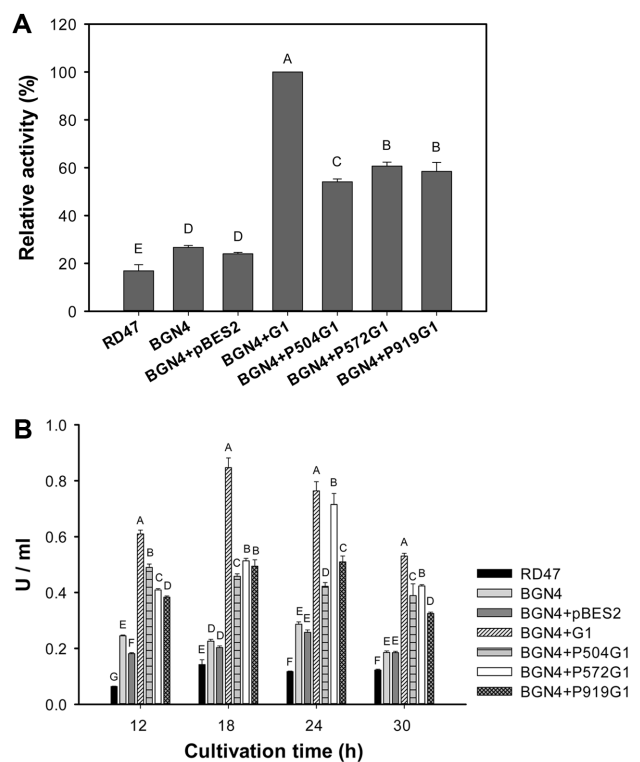 A
Relative activity (%)
120
100
80
60
40
20
0
E
D
D
A
C
B
B
RD47
BGN4
BGN4+pBES2
BGN4+G1
BGN4+P504G1
BGN4+P572G1
BGN4+P919G1
B
U / ml
1.0
0.8
0.6
0.4
0.2
0.0
G
E
F
A
B
C
D
E
D
D
A
C
B
B
F
E
E
A
D
B
C
F
E
E
A
C
B
D
12
18
24
30
Cultivation time (h)
RD47
BGN4
BGN4+pBES2
BGN4+G1
BGN4+P504G1
BGN4+P572G1
BGN4+P919G1